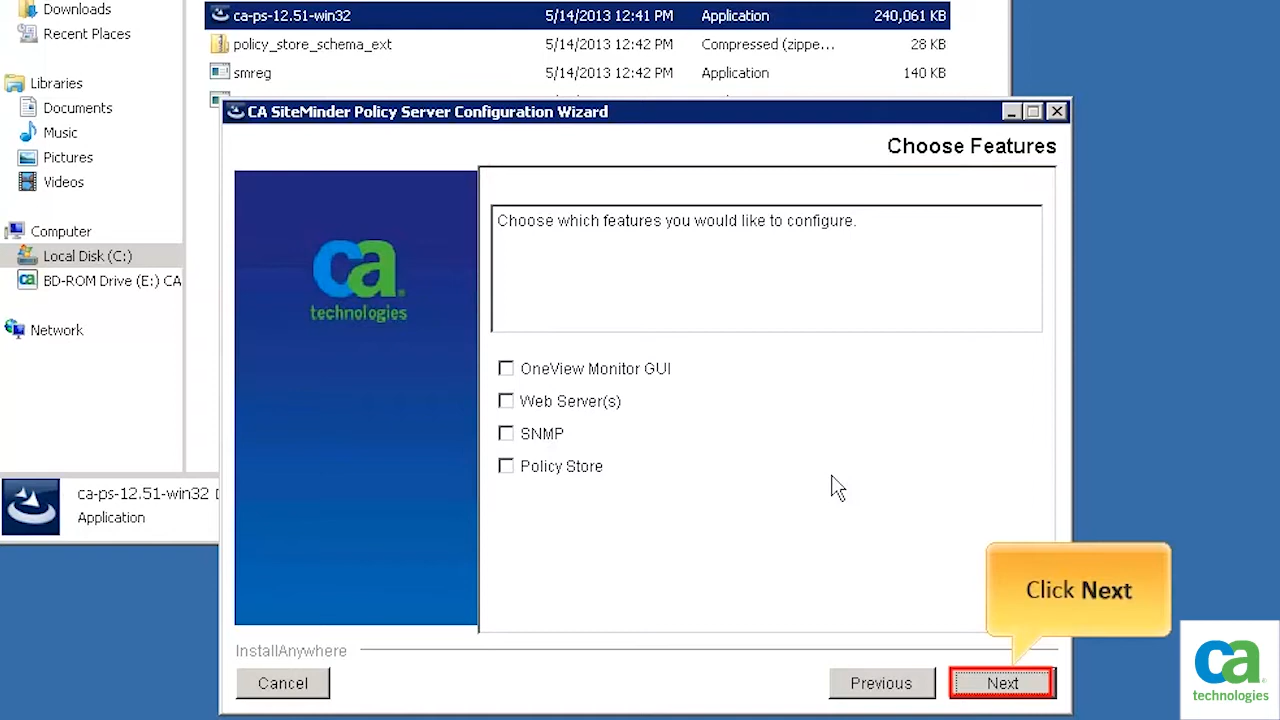 Downloads
ca-ps-12.51-win32 5/14/2013 12:41 PM Application 240,061 KB
Recent Places
policy_store_schema_ext 5/14/2013 12:42 PM Compressed (zippe... 28 KB
smreg 5/14/2013 12:42 PM Application 140 KB
Libraries
Documents
Music
Pictures
Videos
Computer
Local Disk (C:)
BD-ROM Drive (E:) CA
Network
ca-ps-12.51-win32
Application
CA SiteMinder Policy Server Configuration Wizard
Choose Features
ca
technologies
Choose which features you would like to configure.
OneView Monitor GUI
Web Server(s)
SNMP
Policy Store
Click Next
InstallAnywhere
Cancel
Previous
Next
ca
technologies